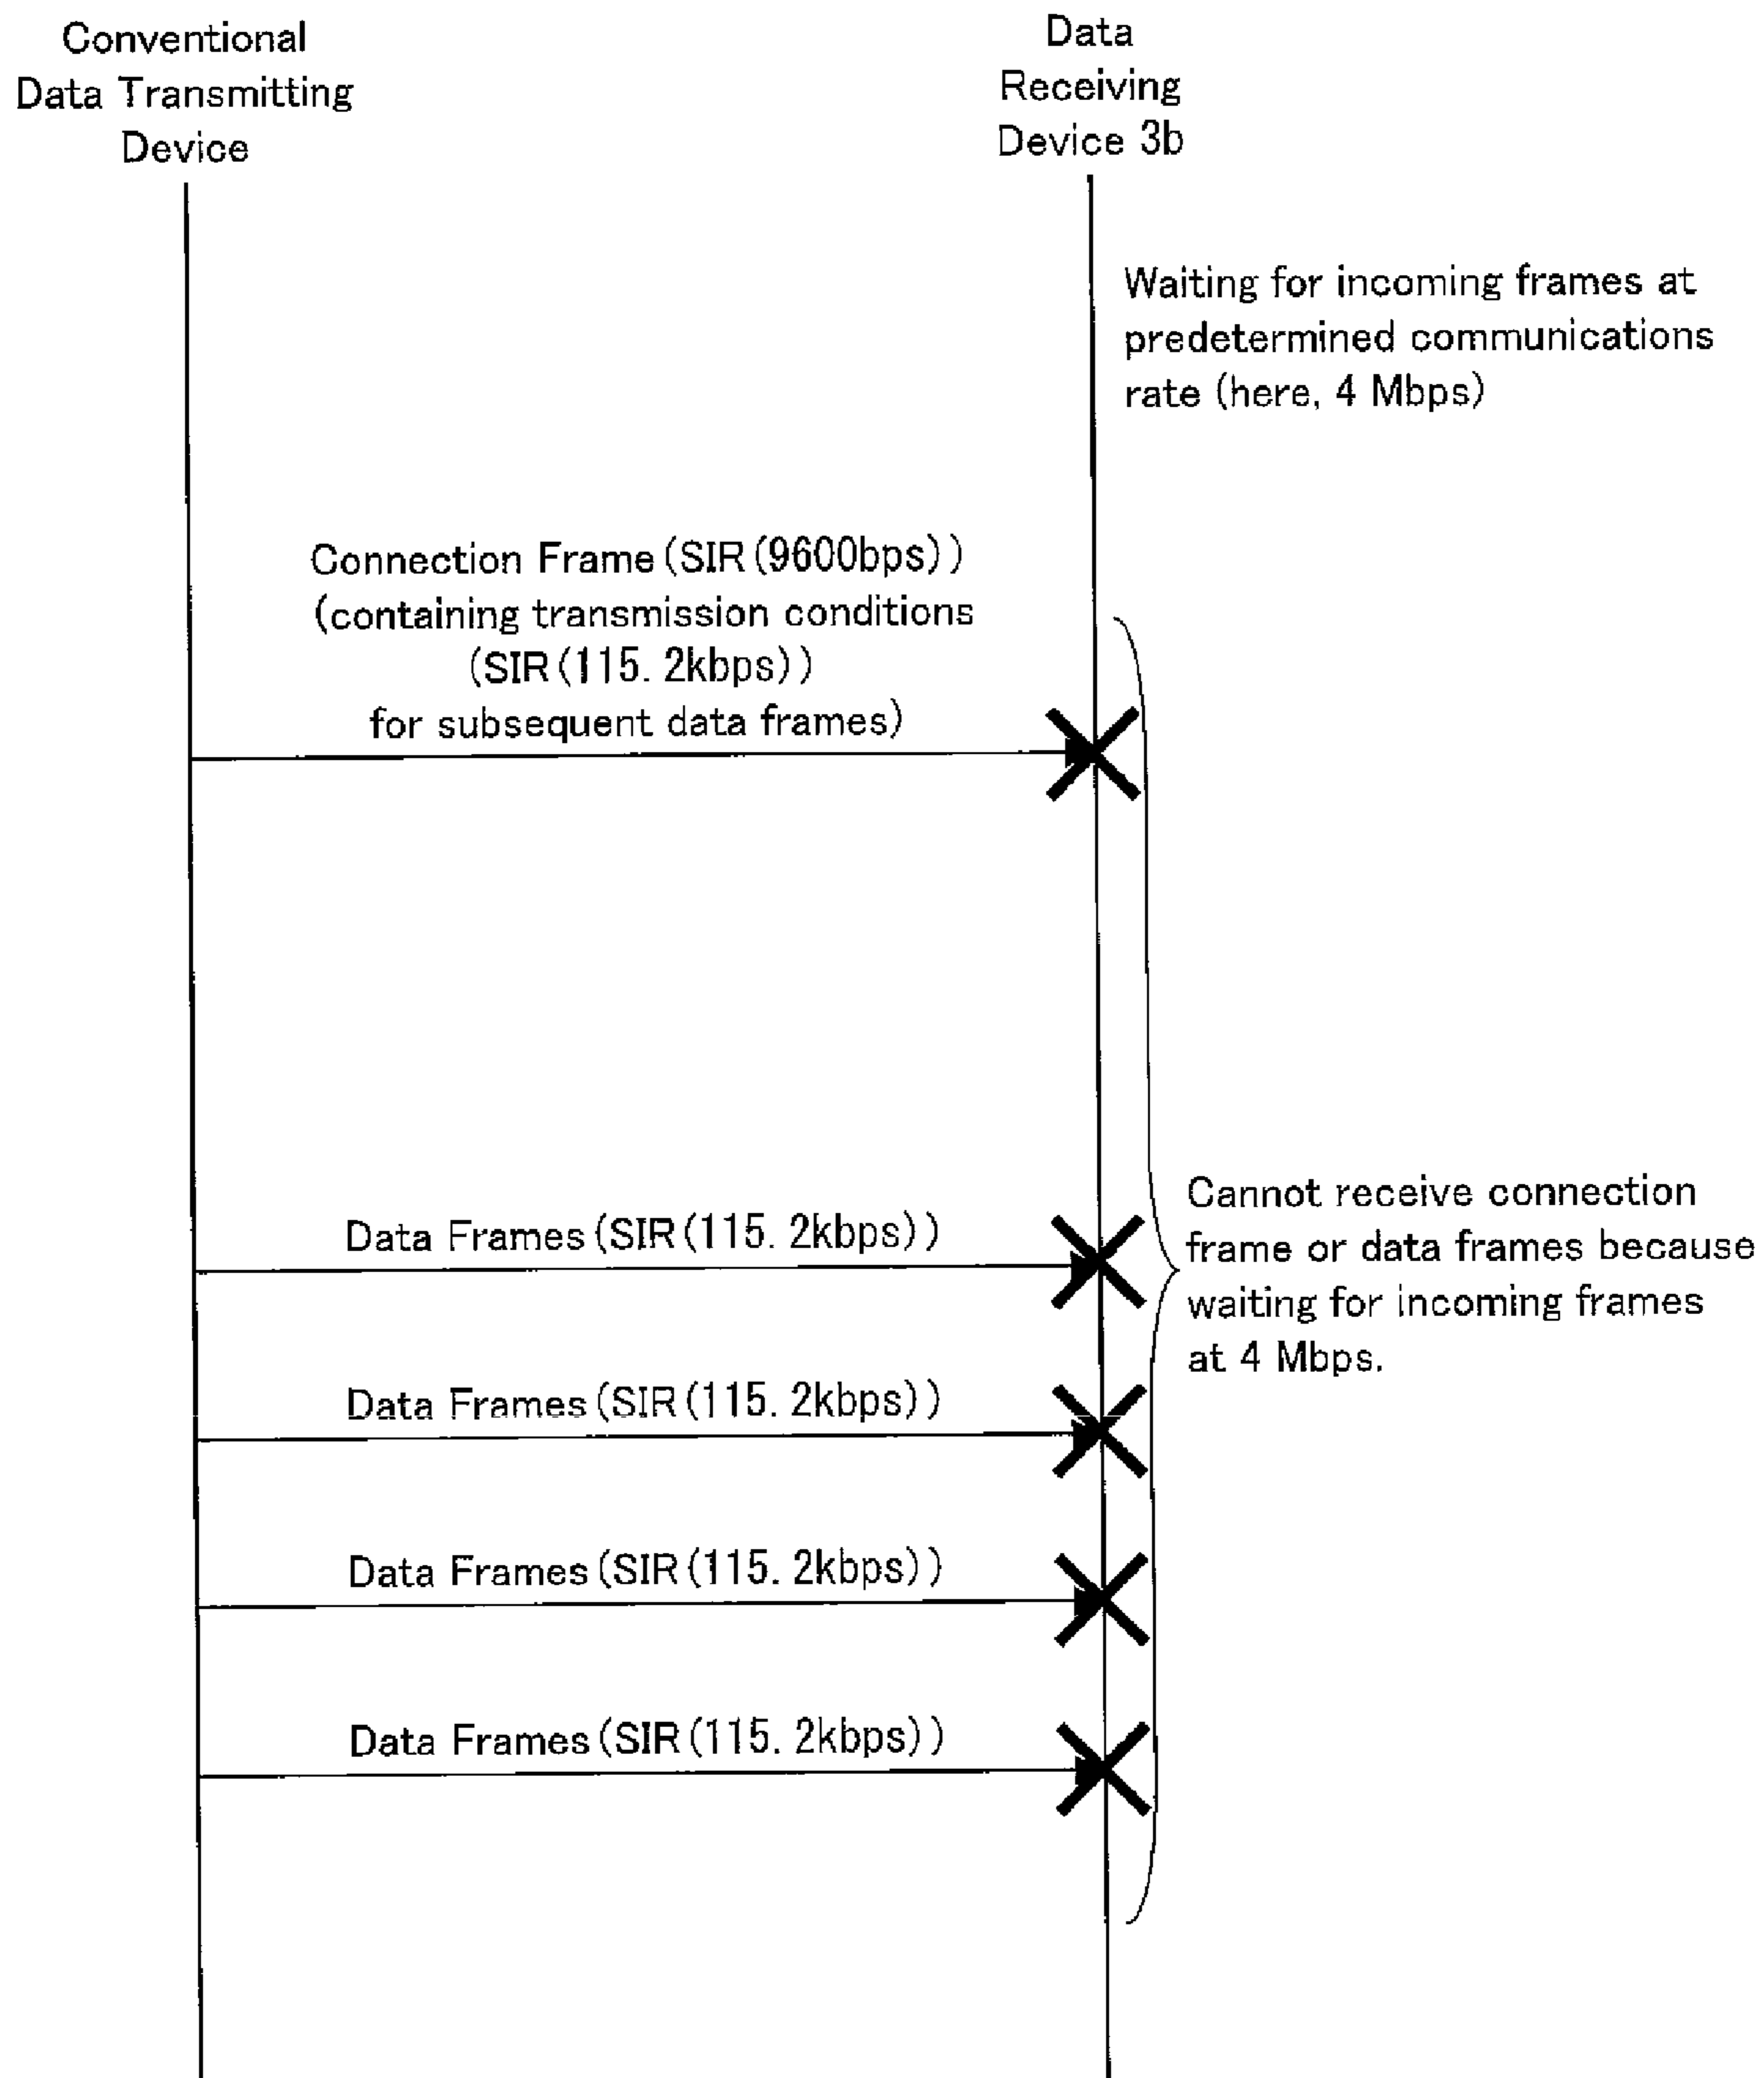 Conventional
Data Transmitting
Device
Data
Receiving
Device 3b
Waiting for incoming frames at
predetermined communications
rate (here, 4 Mbps)
Connection Frame (SIR (9600bps))
(containing transmission conditions
(SIR (115. 2kbps))
for subsequent data frames)
Cannot receive connection
frame or data frames because
waiting for incoming frames
at 4 Mbps.
Data Frames (SIR (115. 2kbps))
Data Frames (SIR (115. 2kbps))
Data Frames (SIR (115. 2kbps))
Data Frames (SIR (115. 2kbps))